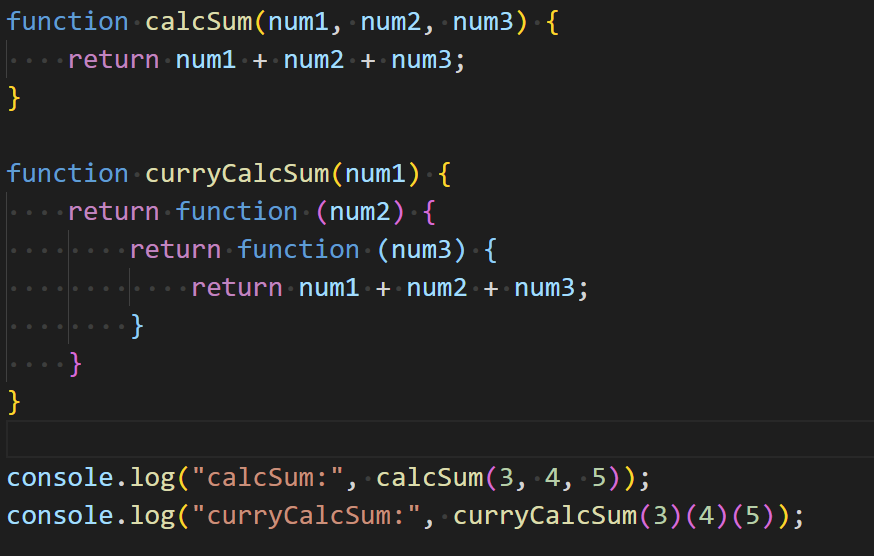 function calcSum(num1, num2, num3) {
    return num1 + num2 + num3;
}

function curryCalcSum(num1) {
    return function (num2) {
        return function (num3) {
            return num1 + num2 + num3;
        }
    }
}

console.log("calcSum:", calcSum(3, 4, 5));
console.log("curryCalcSum:", curryCalcSum(3)(4)(5));